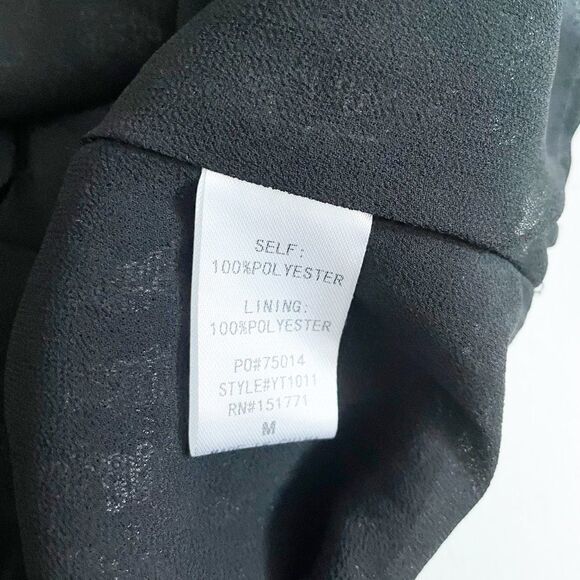 SELF:
100%POLYESTER
LINING:
100%POLYESTER
PO#75014
STYLE#YT1011
RN#151771
M